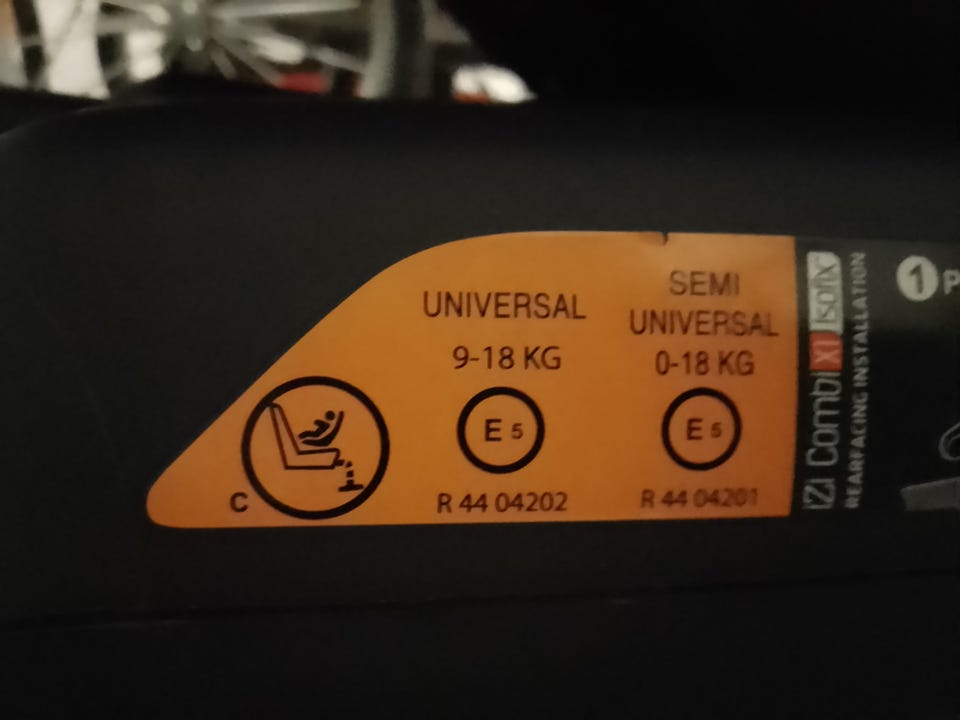 UNIVERSAL
9-18 KG
E 5
R 44 04202
SEMI
UNIVERSAL
0-18 KG
E 5
R 44 04201
C
IZI Combi X1 Isofix
REARFACING INSTALLATION
1 P